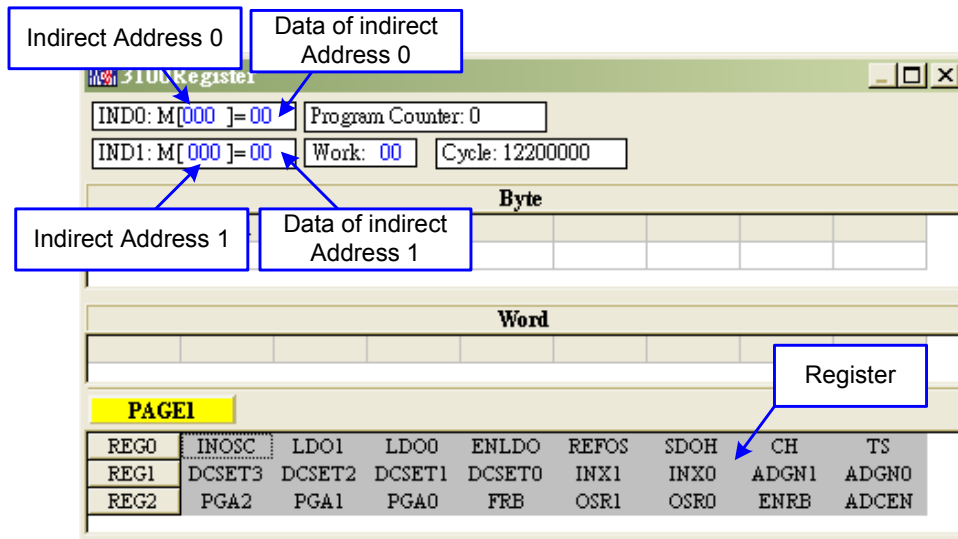 Indirect Address 0
Data of indirect
Address 0
3100Register
IND0: M[000 ]= 00
Program Counter: 0
IND1: M[ 000 ]= 00
Work: 00
Cycle: 12200000
Indirect Address 1
Data of indirect
Address 1
Byte
Word
Register
PAGE1
REG0 INOSC LDO1 LDO0 ENLDO REFOS SDOH CH TS
REG1 DCSET3 DCSET2 DCSET1 DCSET0 INX1 INX0 ADGN1 ADGN0
REG2 PGA2 PGA1 PGA0 FRB OSR1 OSR0 ENRB ADCEN